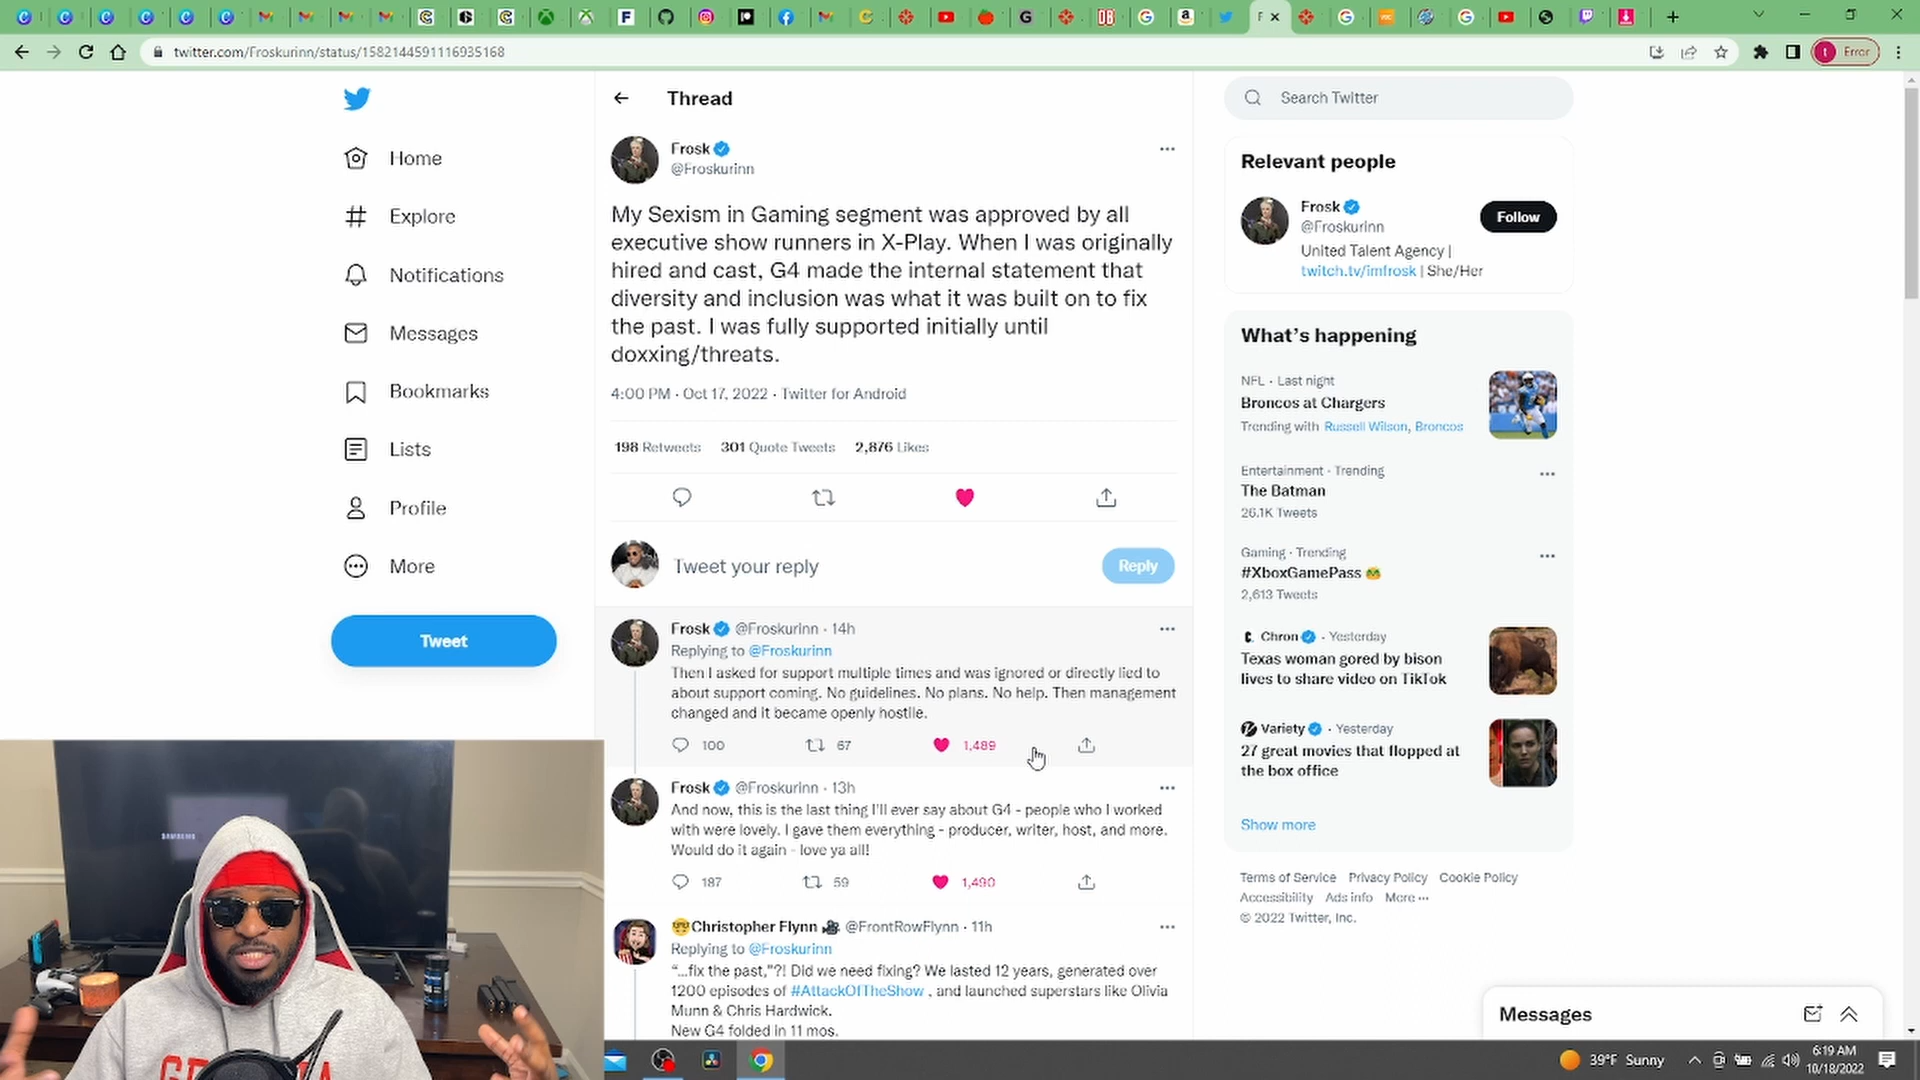 twitter.com/Froskurinn/status/1582144591116935168
Error
Home
Explore
Notifications
Messages
Bookmarks
Lists
Profile
More
Tweet
Thread
Frosk
@Froskurinn
My Sexism in Gaming segment was approved by all
executive show runners in X-Play. When I was originally
hired and cast, G4 made the internal statement that
diversity and inclusion was what it was built on to fix
the past. I was fully supported initially until
doxxing/threats.
4:00 PM · Oct 17, 2022 · Twitter for Android
198 Retweets 301 Quote Tweets 2,876 Likes
Tweet your reply
Reply
Frosk @Froskurinn · 14h
Replying to @Froskurinn
Then I asked for support multiple times and was ignored or directly lied to
about support coming. No guidelines. No plans. No help. Then management
changed and it became openly hostile.
100 67 1,489
Frosk @Froskurinn · 13h
And now, this is the last thing I'll ever say about G4 - people who I worked
with were lovely. I gave them everything - producer, writer, host, and more.
Would do it again - love ya all!
187 59 1,490
Christopher Flynn @FrontRowFlynn · 11h
Replying to @Froskurinn
“...fix the past,”?! Did we need fixing? We lasted 12 years, generated over
1200 episodes of #AttackOfTheShow , and launched superstars like Olivia
Munn & Chris Hardwick.
New G4 folded in 11 mos.
Search Twitter
Relevant people
Frosk
@Froskurinn
Follow
United Talent Agency |
twitch.tv/imfrosk | She/Her
What's happening
NFL · Last night
Broncos at Chargers
Trending with Russell Wilson, Broncos
Entertainment · Trending
The Batman
26.1K Tweets
Gaming · Trending
#XboxGamePass
2,613 Tweets
Chron · Yesterday
Texas woman gored by bison
lives to share video on TikTok
Variety · Yesterday
27 great movies that flopped at
the box office
Show more
Terms of Service Privacy Policy Cookie Policy
Accessibility Ads info More ···
© 2022 Twitter, Inc.
Messages
SAMSUNG
39°F Sunny
6:19 AM
10/18/2022